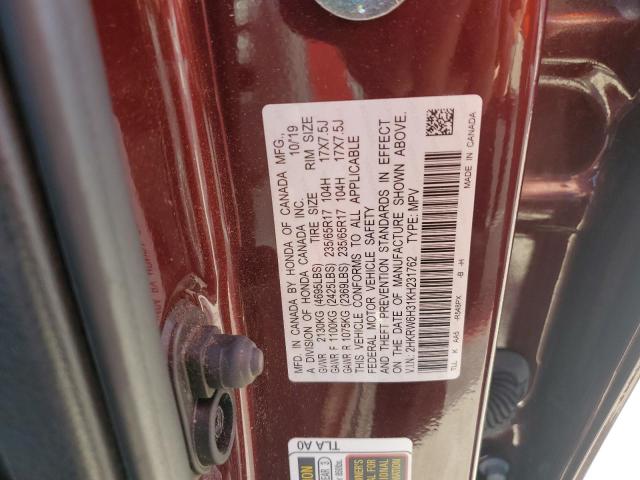 MFD. IN CANADA BY HONDA OF CANADA MFG.,
A DIVISION OF HONDA CANADA INC. 10/19
TIRE SIZE RIM SIZE
GVWR 2130KG (4695LBS)
GAWR F 1100KG (2425LBS) 235/65R17 104H 17X7.5J
GAWR R 1075KG (2369LBS) 235/65R17 104H 17X7.5J
THIS VEHICLE CONFORMS TO ALL APPLICABLE
FEDERAL MOTOR VEHICLE SAFETY
AND THEFT PREVENTION STANDARDS IN EFFECT
ON THE DATE OF MANUFACTURE SHOWN ABOVE.
V.I.N.: 2HKRW6H31KH231762 TYPE: MPV
TLL K AA5 -R568PX -B -H MADE IN CANADA
TLA A0